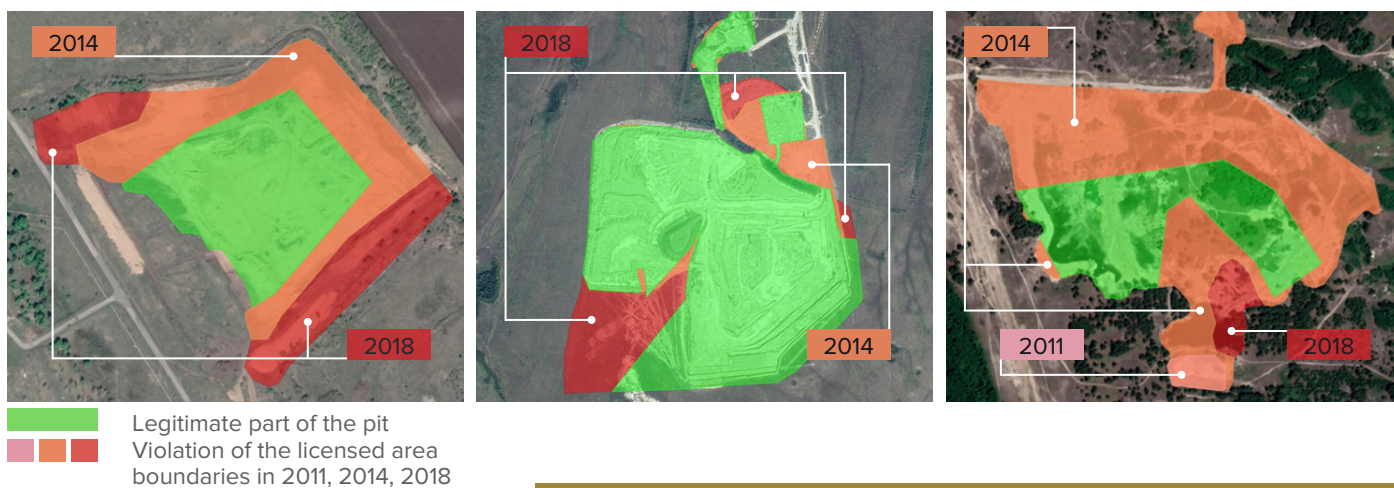 2014
2018
2018
2014
2014
2011
2018
Legitimate part of the pit
Violation of the licensed area
boundaries in 2011, 2014, 2018